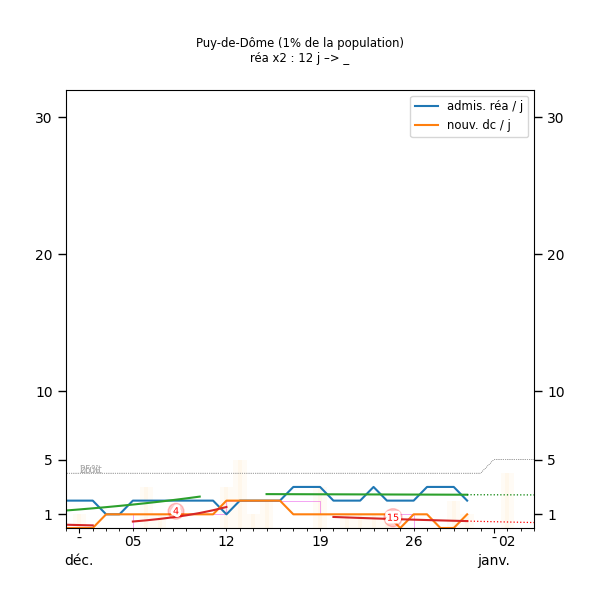 Puy-de-Dôme (1% de la population)
réa x2 : 12 j –> _
admis. réa / j
nouv. dc / j
30 30
20 20
10 10
5 5
1 1
4
15
- 05 12 19 26 - 02
déc. janv.